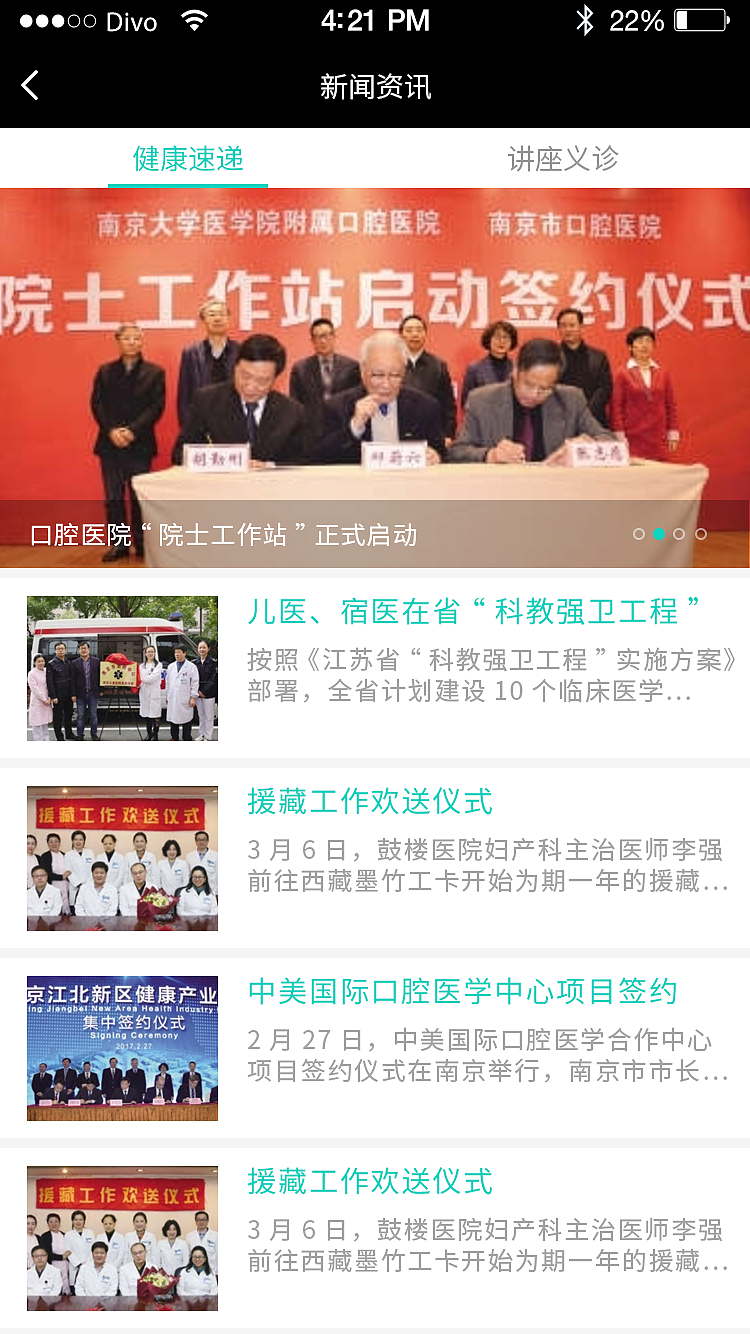 Divo 4:21 PM 22%
新闻资讯
健康速递 讲座义诊
南京大学医学院附属口腔医院 南京市口腔医院
院士工作站启动签约仪式
口腔医院“院士工作站”正式启动
儿医、宿医在省“科教强卫工程”
按照《江苏省“科教强卫工程”实施方案》
部署，全省计划建设 10 个临床医学...
援藏工作欢送仪式
援藏工作欢送仪式
3 月 6 日，鼓楼医院妇产科主治医师李强
前往西藏墨竹工卡开始为期一年的援藏...
京江北新区健康产业
ing Jiangbei New Area Health Industry
集中签约仪式
Signing Ceremony
2017.2.27
中美国际口腔医学中心项目签约
2 月 27 日，中美国际口腔医学合作中心
项目签约仪式在南京举行，南京市市长...
援藏工作欢送仪式
援藏工作欢送仪式
3 月 6 日，鼓楼医院妇产科主治医师李强
前往西藏墨竹工卡开始为期一年的援藏...